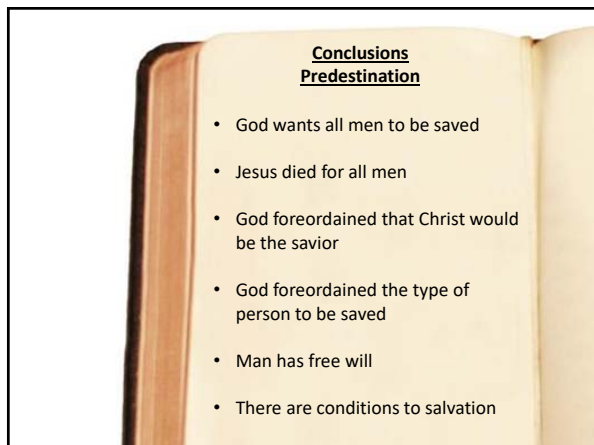 Conclusions
Predestination
• God wants all men to be saved
• Jesus died for all men
• God foreordained that Christ would
be the savior
• God foreordained the type of
person to be saved
• Man has free will
• There are conditions to salvation